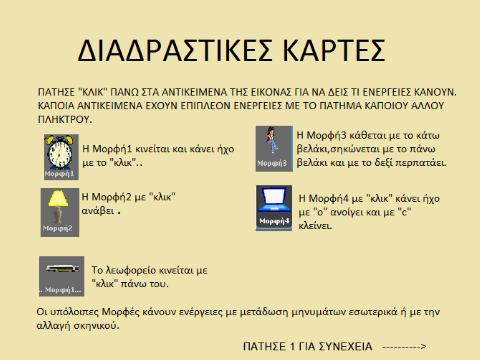 ΔΙΑΔΡΑΣΤΙΚΕΣ ΚΑΡΤΕΣ
ΠΑΤΗΣΕ "ΚΛΙΚ" ΠΑΝΩ ΣΤΑ ΑΝΤΙΚΕΙΜΕΝΑ ΤΗΣ ΕΙΚΟΝΑΣ ΓΙΑ ΝΑ ΔΕΙΣ ΤΙ ΕΝΕΡΓΕΙΕΣ ΚΑΝΟΥΝ.
ΚΑΠΟΙΑ ΑΝΤΙΚΕΙΜΕΝΑ ΕΧΟΥΝ ΕΠΙΠΛΕΟΝ ΕΝΕΡΓΕΙΕΣ ΜΕ ΤΟ ΠΑΤΗΜΑ ΚΑΠΟΙΟΥ ΑΛΛΟΥ
ΠΛΗΚΤΡΟΥ.
Μορφή1
Η Μορφή1 κινείται και κάνει ήχο
με το "κλικ"..
Μορφή3
Η Μορφή3 κάθεται με το κάτω
βελάκι,σηκώνεται με το πάνω
βελάκι και με το δεξί περπατάει.
Μορφή2
Η Μορφή2 με "κλικ"
ανάβει .
Μορφή4
Η Μορφή4 με "κλικ" κάνει ήχο
με "ο" ανοίγει και με "c"
κλείνει.
.. Μορφή1...
Το λεωφορείο κινείται με
"κλικ" πάνω του.
Οι υπόλοιπες Μορφές κάνουν ενέργειες με μετάδωση μηνυμάτων εσωτερικά ή με την
αλλαγή σκηνικού.
ΠΑΤΗΣΕ 1 ΓΙΑ ΣΥΝΕΧΕΙΑ ---------->